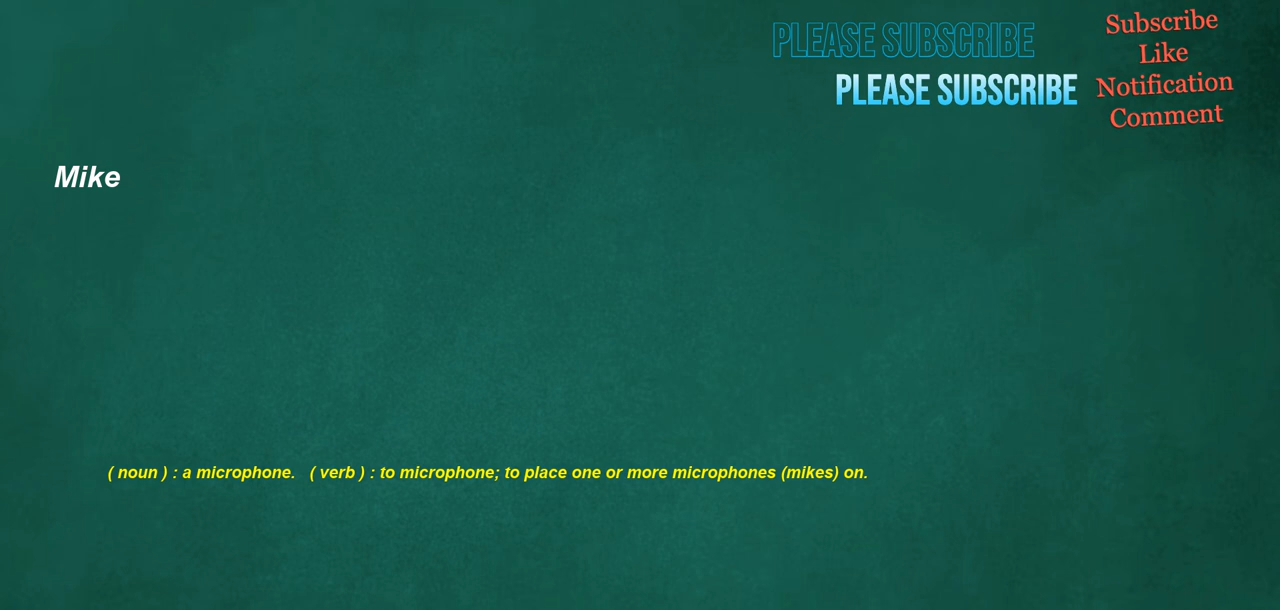 PLEASE SUBSCRIBE
PLEASE SUBSCRIBE
Subscribe
Like
Notification
Comment
Mike
( noun ) : a microphone.   ( verb ) : to microphone; to place one or more microphones (mikes) on.